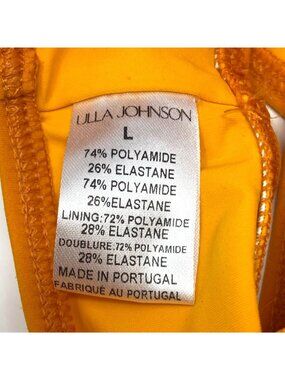 ULLA JOHNSON
L
74% POLYAMIDE
26% ELASTANE
74% POLYAMIDE
26%ELASTANE
LINING:72% POLYAMIDE
28% ELASTANE
DOUBLURE:72% POLYAMIDE
28% ELASTANE
MADE IN PORTUGAL
FABRIQUÉ AU PORTUGAL